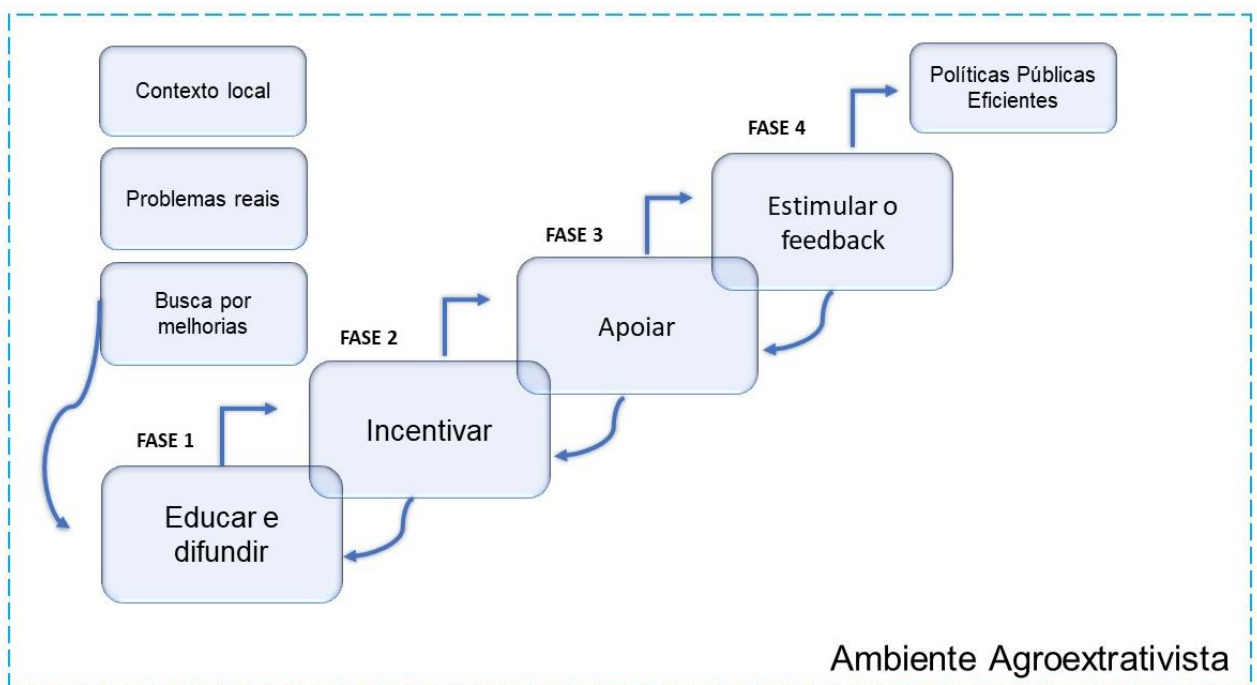 Contexto local
Problemas reais
Busca por
melhorias
FASE 1
Educar e
difundir
FASE 2
Incentivar
FASE 3
Apoiar
FASE 4
Estimular o
feedback
Políticas Públicas
Eficientes
Ambiente Agroextrativista